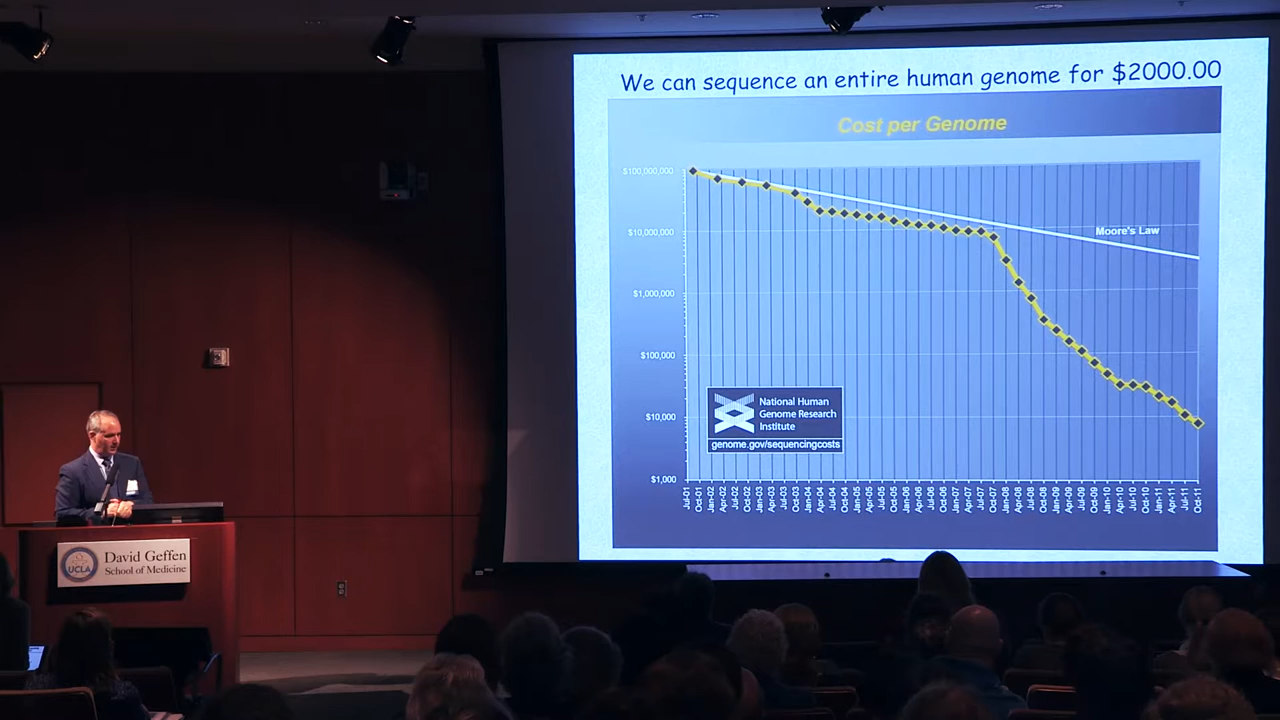 We can sequence an entire human genome for $2000.00
Cost per Genome
$100,000,000
$10,000,000
$1,000,000
$100,000
$10,000
$1,000
Moore's Law
National Human
Genome Research
Institute
genome.gov/sequencingcosts
Jul-01
Oct-01
Jan-02
Apr-02
Jul-02
Oct-02
Jan-03
Apr-03
Jul-03
Oct-03
Jan-04
Apr-04
Jul-04
Oct-04
Jan-05
Apr-05
Jul-05
Oct-05
Jan-06
Apr-06
Jul-06
Oct-06
Jan-07
Apr-07
Jul-07
Oct-07
Jan-08
Apr-08
Jul-08
Oct-08
Jan-09
Apr-09
Jul-09
Oct-09
Jan-10
Apr-10
Jul-10
Oct-10
Jan-11
Apr-11
Jul-11
Oct-11
UCLA
David Geffen
School of Medicine